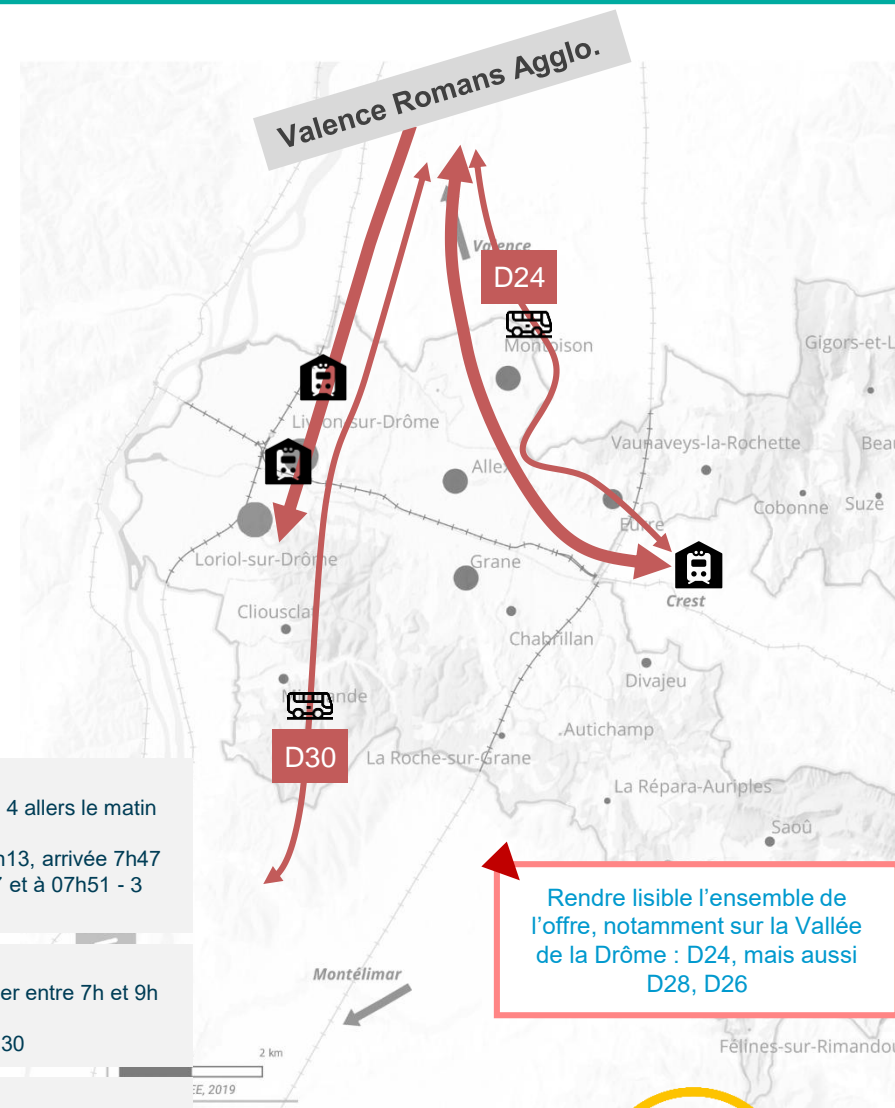 Valence Romans Agglo.
Valence
D24
Montoison
Gigors-et-L
Livron-sur-Drôme
Vaunaveys-la-Rochette
Beau
Allex
Cobonne
Suze
Eurre
Loriol-sur-Drôme
Grane
Crest
Cliousclat
Chabrillan
Mirmande
Divajeu
Autichamp
D30
La Roche-sur-Grane
La Répara-Auriples
Saoû
4 allers le matin
h13, arrivée 7h47
7 et à 07h51 - 3
Rendre lisible l’ensemble de
l’offre, notamment sur la Vallée
de la Drôme : D24, mais aussi
D28, D26
Montélimar
er entre 7h et 9h
30
2 km
EE, 2019
Félines-sur-Rimandou